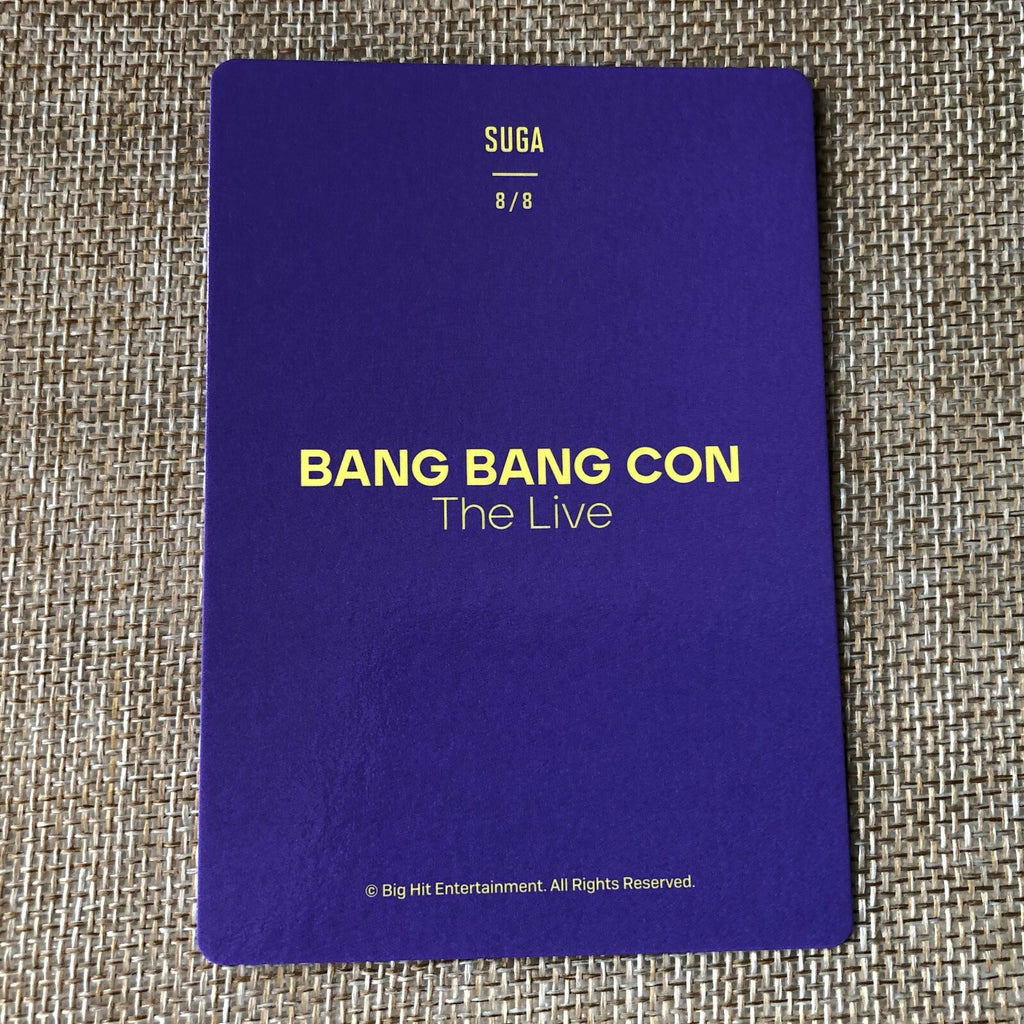 SUGA
8/8
BANG BANG CON
The Live
© Big Hit Entertainment. All Rights Reserved.